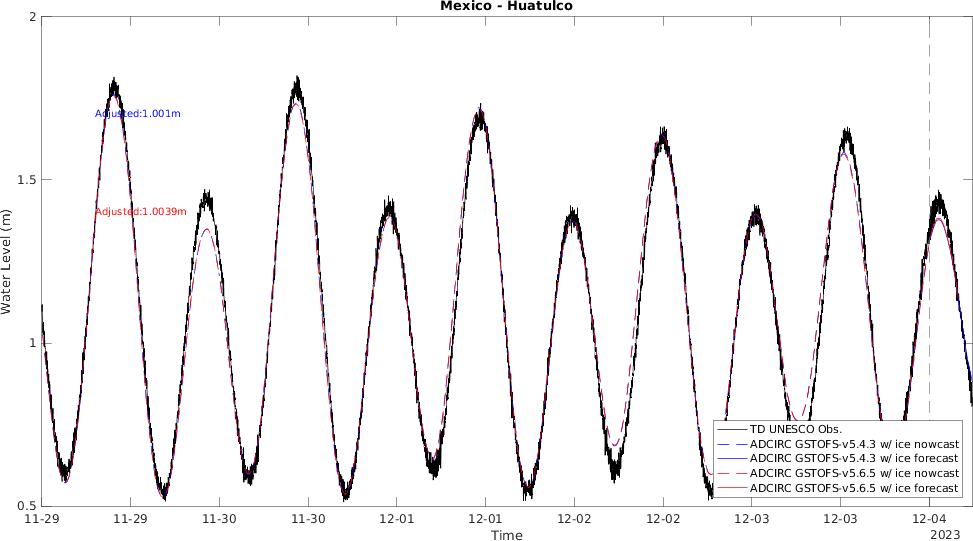 Mexico - Huatulco
2
Adjusted:1.001m
1.5
Adjusted:1.0039m
Water Level (m)
1
TD UNESCO Obs.
ADCIRC GSTOFS-v5.4.3 w/ ice nowcast
ADCIRC GSTOFS-v5.4.3 w/ ice forecast
ADCIRC GSTOFS-v5.6.5 w/ ice nowcast
ADCIRC GSTOFS-v5.6.5 w/ ice forecast
0.5
11-29 11-29 11-30 11-30 12-01 12-01 12-02 12-02 12-03 12-03 12-04
Time 2023